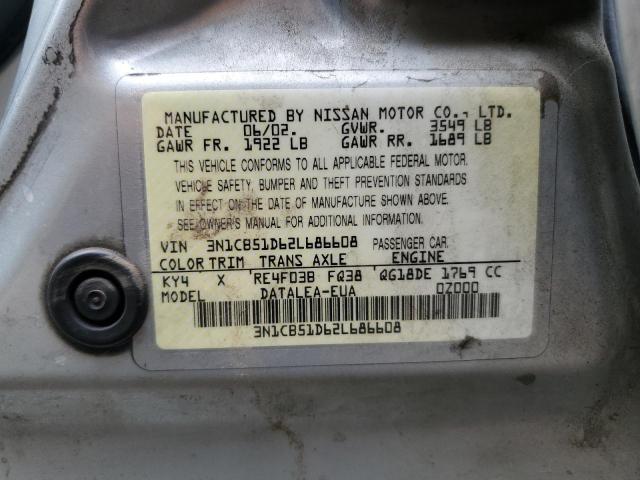 MANUFACTURED BY NISSAN MOTOR CO., LTD.
DATE 06/02. GVWR. 3549 LB
GAWR FR. 1922 LB GAWR RR. 1689 LB
THIS VEHICLE CONFORMS TO ALL APPLICABLE FEDERAL MOTOR.
VEHICLE SAFETY, BUMPER AND THEFT PREVENTION STANDARDS
IN EFFECT ON THE DATE OF MANUFACTURE SHOWN ABOVE.
SEE OWNER'S MANUAL FOR ADDITIONAL INFORMATION.
VIN 3N1CB51D62L686608 PASSENGER CAR.
COLOR TRIM TRANS AXLE ENGINE
KY4 X RE4F03B FQ38 QG18DE 1769 CC
MODEL DATALEA-EUA 0Z000
3N1CB51D62L686608